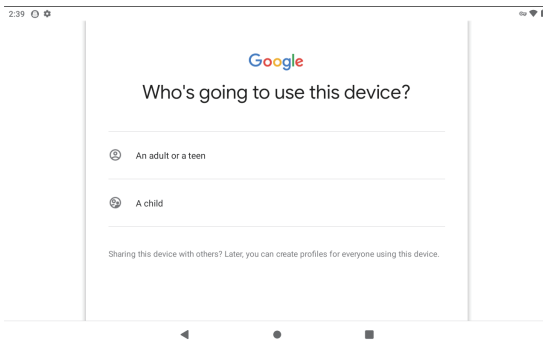 2:39
Google
Who's going to use this device?
An adult or a teen
A child
Sharing this device with others? Later, you can create profiles for everyone using this device.